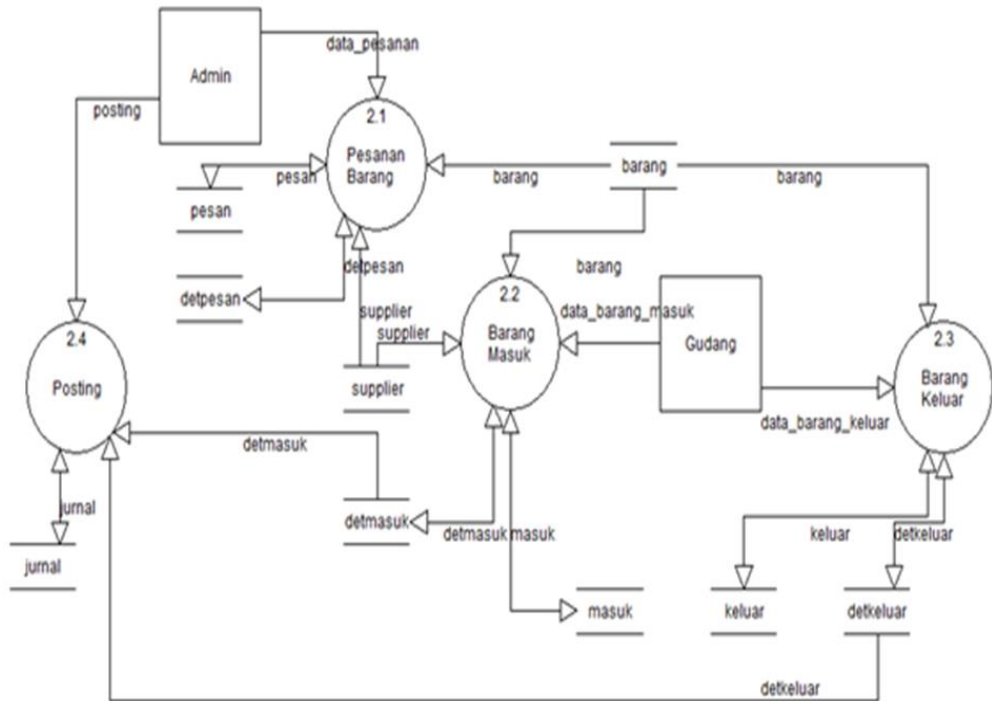 data_pesanan
Admin
posting
2.1
Pesanan
Barang
pesan
barang
barang
barang
pesan
detpesan
barang
detpesan
2.2
Barang
Masuk
supplier
supplier
data_barang_masuk
Gudang
2.3
Barang
Keluar
2.4
Posting
supplier
data_barang_keluar
detmasuk
jurnal
detmasuk
detmasuk
masuk
keluar
detkeluar
jurnal
masuk
keluar
detkeluar
detkeluar